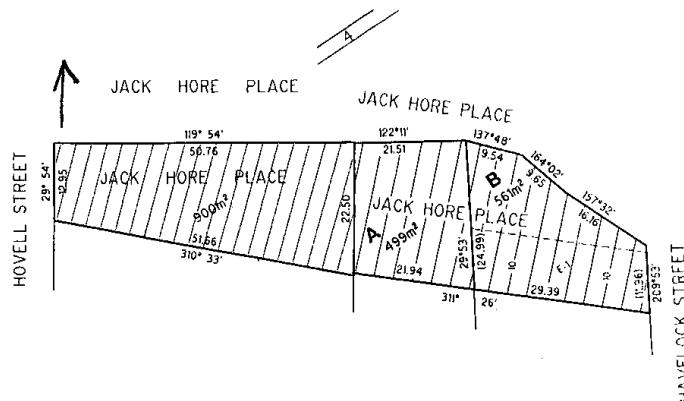 4
JACK HORE PLACE
JACK HORE PLACE
119° 54'
50.76
122°11'
21.51
137°48'
9.54
164°02'
9.65
157°32'
16.16
HOVELL STREET
29° 54'
12.95
JACK HORE PLACE
900m²
22.50
JACK HORE PLACE
A
499m²
B
561m²
29°53'
(24.99)
10
E-1
10
(11.96)
209°53'
51.66
310° 33'
21.94
29.39
311° 26'
HAVELOCK STREET